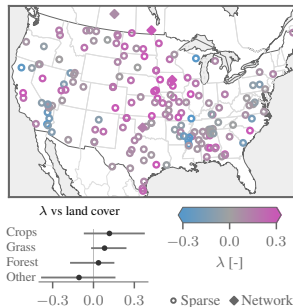 λ vs land cover
Crops
Grass
Forest
Other
−0.3 0.0 0.3
−0.3 0.0 0.3
λ [-]
Sparse Network